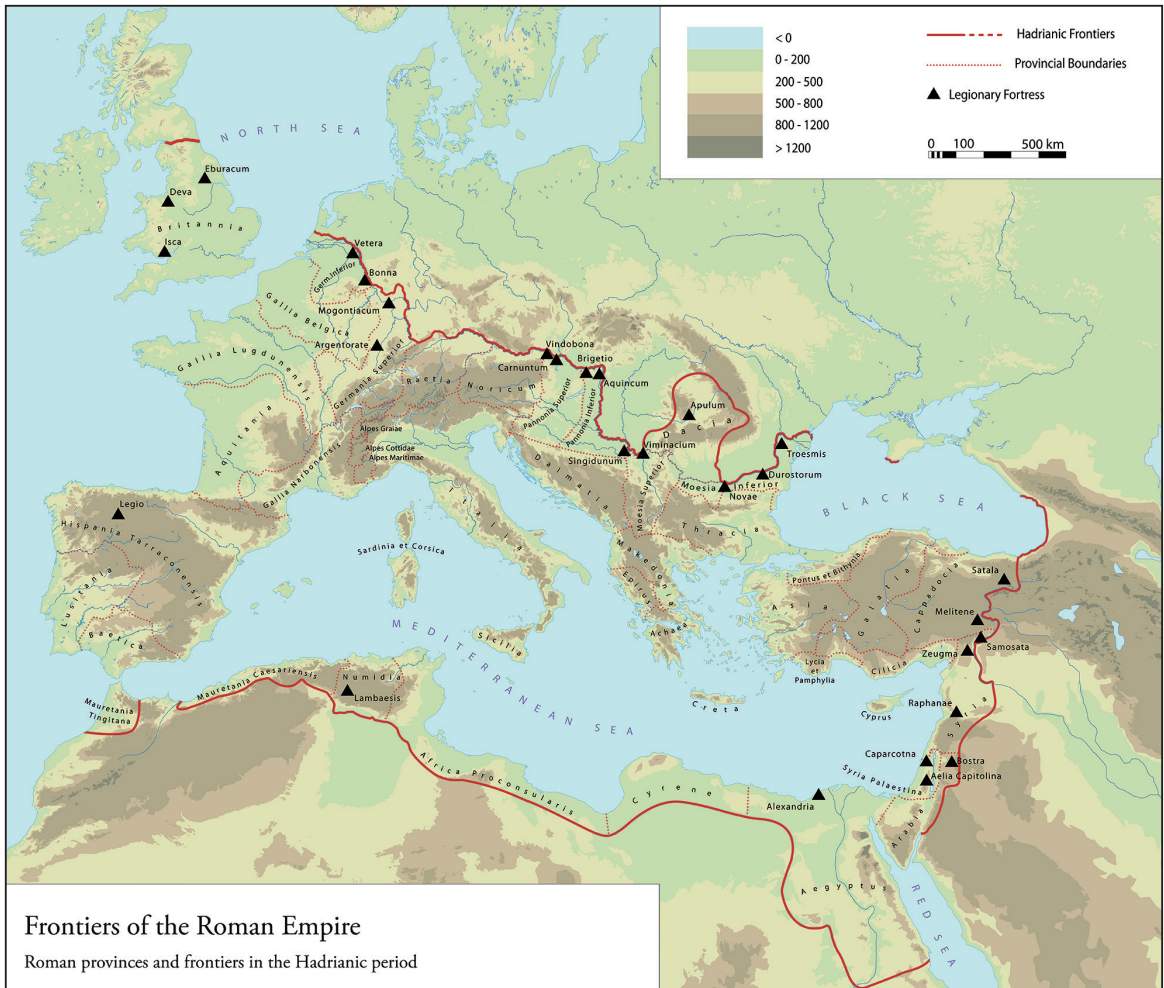 < 0
0 - 200
200 - 500
500 - 800
800 - 1200
> 1200
Hadrianic Frontiers
Provincial Boundaries
Legionary Fortress
0 100 500 km
NORTH SEA
Eburacum
Deva
Britannia
Isca
Vetera
Germ.Inferior
Bonna
Gallia Belgica
Mogontiacum
Argentorate
Gallia Lugdunensis
Germania Superior
Raetia
Noricum
Vindobona
Carnuntum
Brigetio
Aquincum
Pannonia Superior
Pannonia Inferior
Apulum
Dacia
Aquitania
Alpes Graiae
Alpes Cottidae
Alpes Maritimae
Gallia Narbonensis
Singidunum
Viminacium
Troesmis
Durostorum
Moesia Inferior
Novae
Moesia Superior
Dalmatia
Italia
Thracia
BLACK SEA
Legio
Hispania Tarraconensis
Lusitania
Baetica
Sardinia et Corsica
Makedonia
Epirus
Achaea
Pontus et Bithynia
Asia
Galatia
Cappadocia
Satala
Melitene
Samosata
Zeugma
Cilicia
Lycia
et
Pamphylia
MEDITERRANEAN SEA
Sicilia
Creta
Cyprus
Raphanae
Syria
Mauretania
Tingitana
Mauretania Caesariensis
Numidia
Lambaesis
Africa Proconsularis
Cyrene
Alexandria
Caparcotna
Bostra
Syria Palaestina
Aelia Capitolina
Arabia
Aegyptus
RED SEA
Frontiers of the Roman Empire
Roman provinces and frontiers in the Hadrianic period